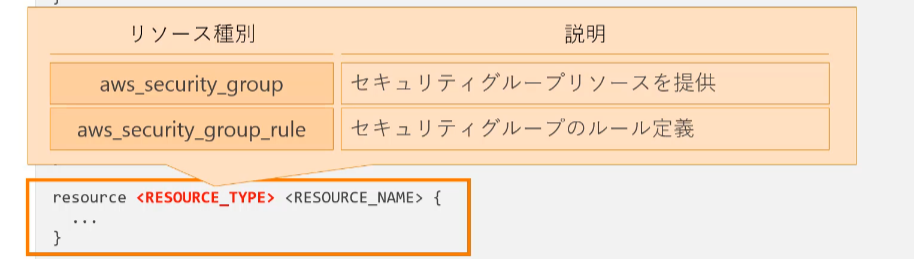 }
リソース種別 説明
aws_security_group セキュリティグループリソースを提供
aws_security_group_rule セキュリティグループのルール定義
}
resource <RESOURCE_TYPE> <RESOURCE_NAME> {
...
}